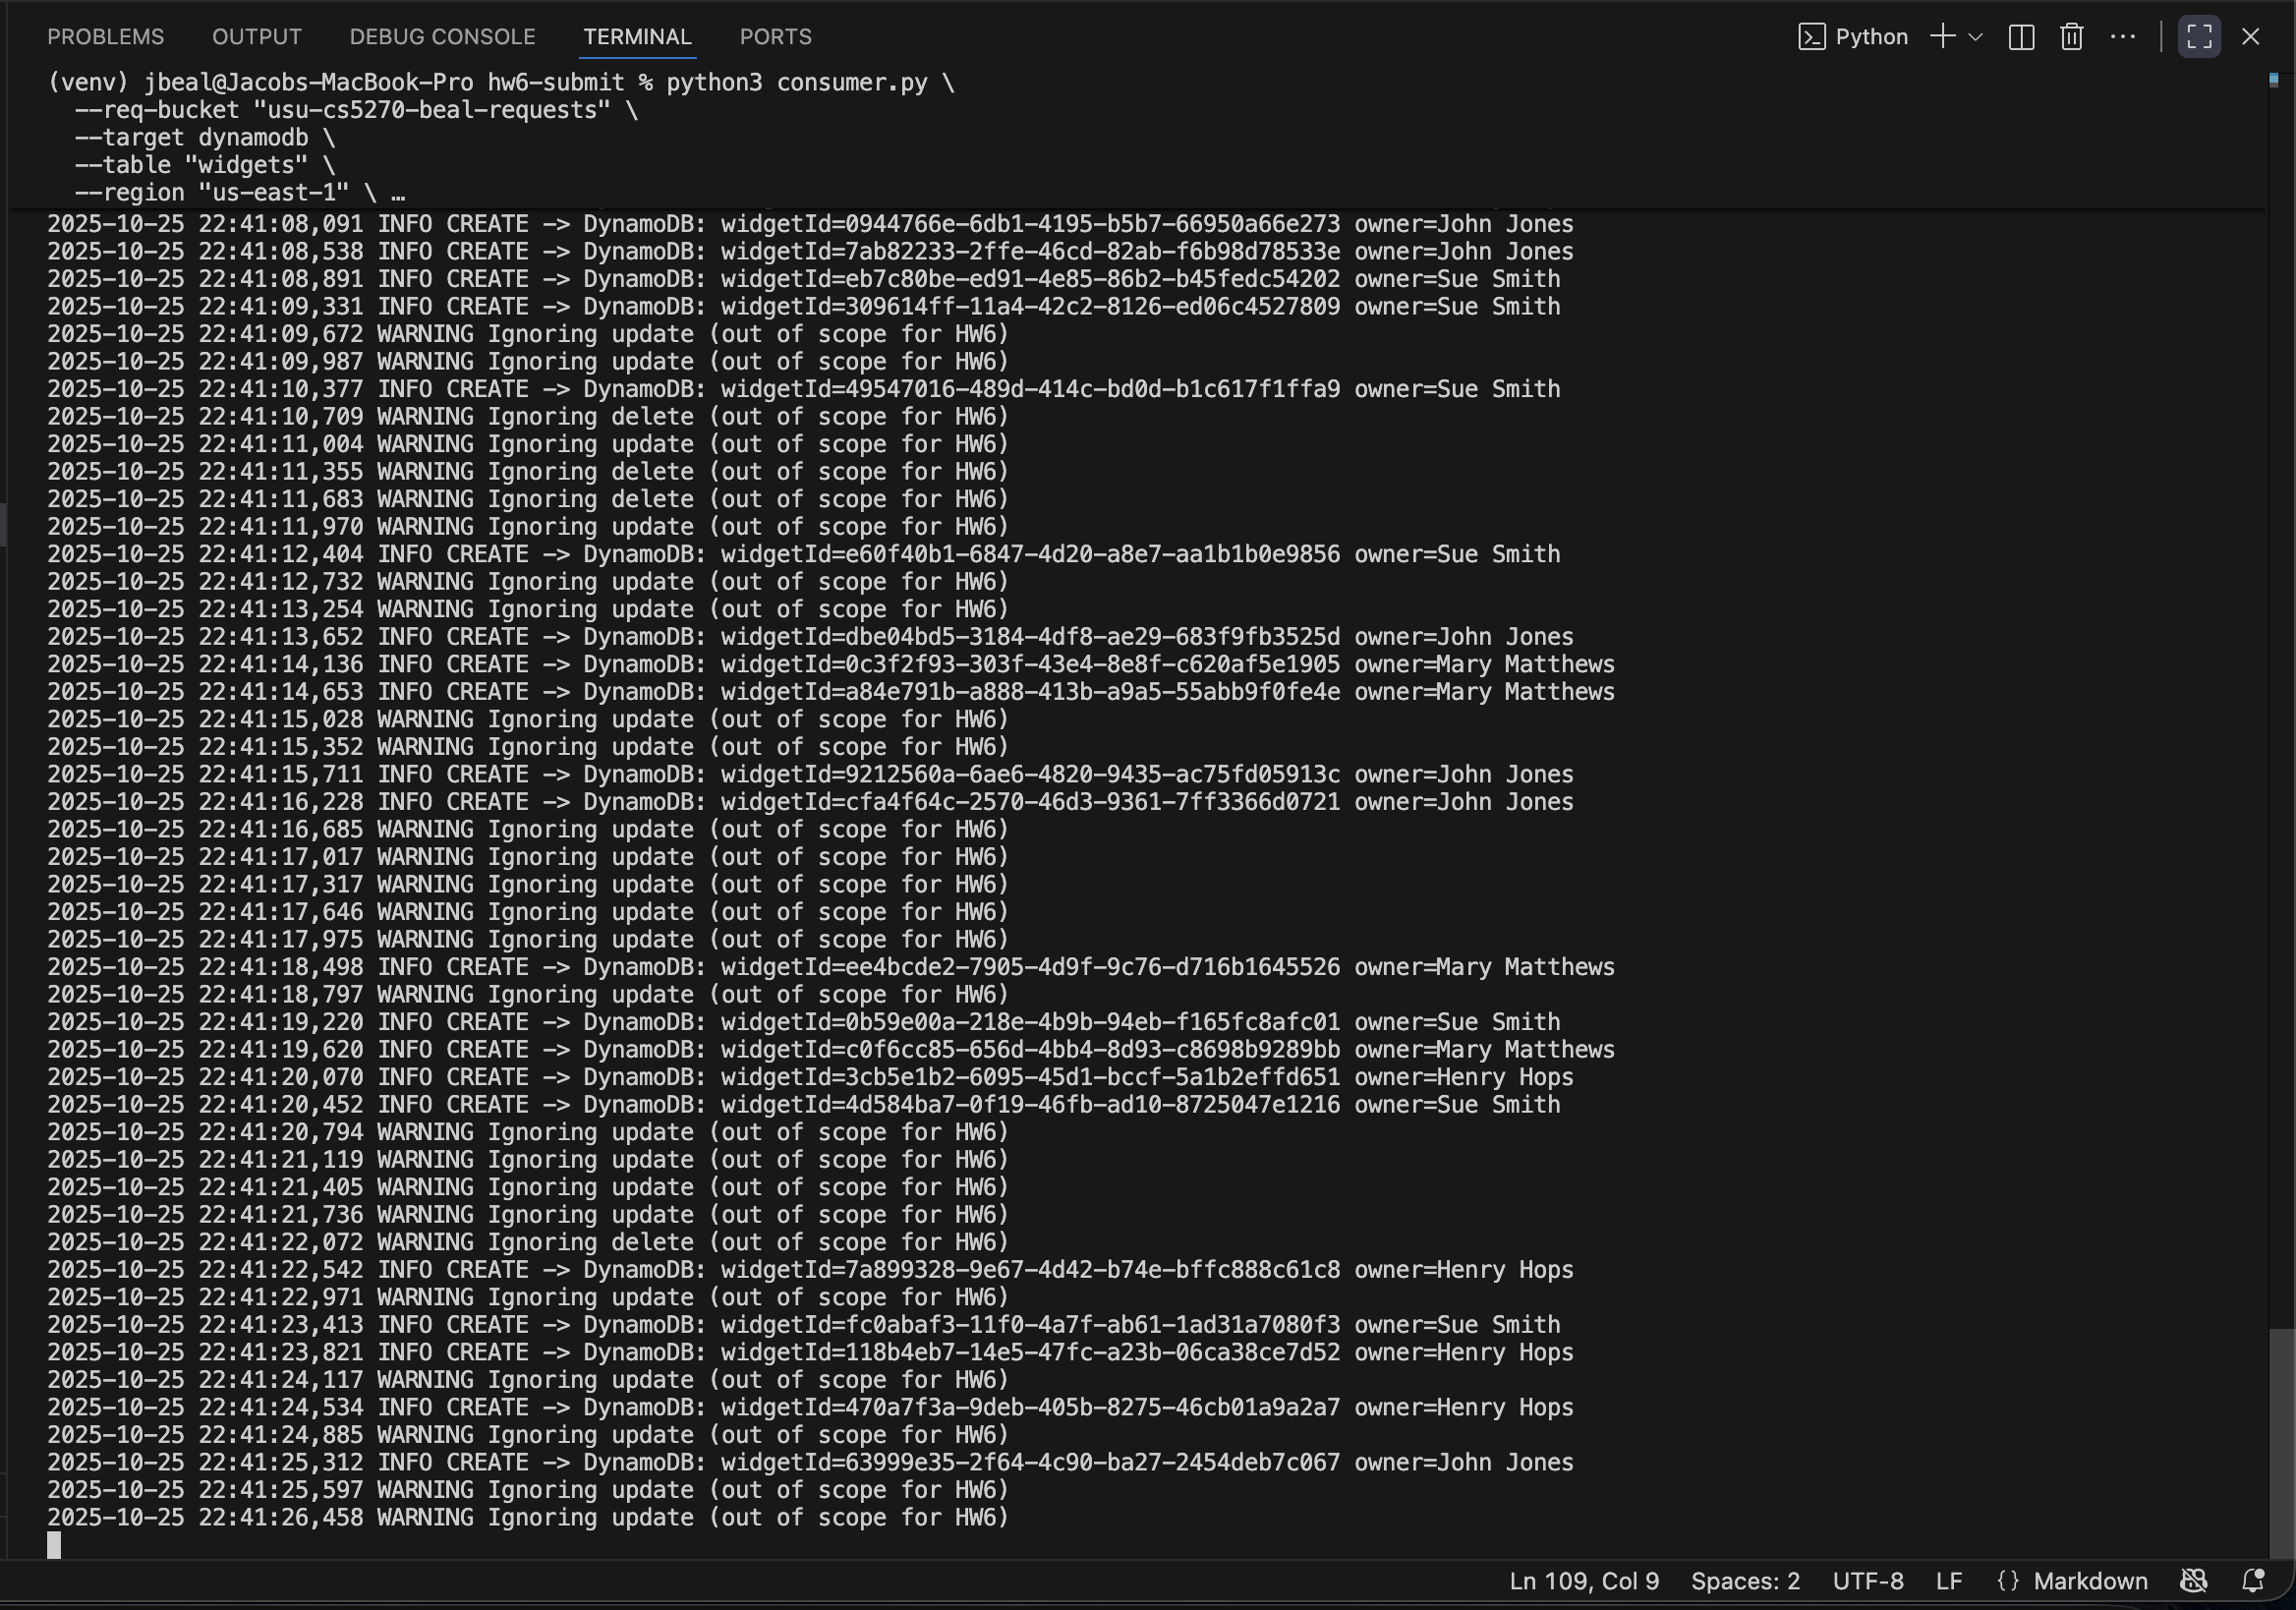 PROBLEMS OUTPUT DEBUG CONSOLE TERMINAL PORTS Python
(venv) jbeal@Jacobs-MacBook-Pro hw6-submit % python3 consumer.py \
--req-bucket "usu-cs5270-beal-requests" \
--target dynamodb \
--table "widgets" \
--region "us-east-1" \ …
2025-10-25 22:41:08,091 INFO CREATE -> DynamoDB: widgetId=0944766e-6db1-4195-b5b7-66950a66e273 owner=John Jones
2025-10-25 22:41:08,538 INFO CREATE -> DynamoDB: widgetId=7ab82233-2ffe-46cd-82ab-f6b98d78533e owner=John Jones
2025-10-25 22:41:08,891 INFO CREATE -> DynamoDB: widgetId=eb7c80be-ed91-4e85-86b2-b45fedc54202 owner=Sue Smith
2025-10-25 22:41:09,331 INFO CREATE -> DynamoDB: widgetId=309614ff-11a4-42c2-8126-ed06c4527809 owner=Sue Smith
2025-10-25 22:41:09,672 WARNING Ignoring update (out of scope for HW6)
2025-10-25 22:41:09,987 WARNING Ignoring update (out of scope for HW6)
2025-10-25 22:41:10,377 INFO CREATE -> DynamoDB: widgetId=49547016-489d-414c-bd0d-b1c617f1ffa9 owner=Sue Smith
2025-10-25 22:41:10,709 WARNING Ignoring delete (out of scope for HW6)
2025-10-25 22:41:11,004 WARNING Ignoring update (out of scope for HW6)
2025-10-25 22:41:11,355 WARNING Ignoring delete (out of scope for HW6)
2025-10-25 22:41:11,683 WARNING Ignoring delete (out of scope for HW6)
2025-10-25 22:41:11,970 WARNING Ignoring update (out of scope for HW6)
2025-10-25 22:41:12,404 INFO CREATE -> DynamoDB: widgetId=e60f40b1-6847-4d20-a8e7-aa1b1b0e9856 owner=Sue Smith
2025-10-25 22:41:12,732 WARNING Ignoring update (out of scope for HW6)
2025-10-25 22:41:13,254 WARNING Ignoring update (out of scope for HW6)
2025-10-25 22:41:13,652 INFO CREATE -> DynamoDB: widgetId=dbe04bd5-3184-4df8-ae29-683f9fb3525d owner=John Jones
2025-10-25 22:41:14,136 INFO CREATE -> DynamoDB: widgetId=0c3f2f93-303f-43e4-8e8f-c620af5e1905 owner=Mary Matthews
2025-10-25 22:41:14,653 INFO CREATE -> DynamoDB: widgetId=a84e791b-a888-413b-a9a5-55abb9f0fe4e owner=Mary Matthews
2025-10-25 22:41:15,028 WARNING Ignoring update (out of scope for HW6)
2025-10-25 22:41:15,352 WARNING Ignoring update (out of scope for HW6)
2025-10-25 22:41:15,711 INFO CREATE -> DynamoDB: widgetId=9212560a-6ae6-4820-9435-ac75fd05913c owner=John Jones
2025-10-25 22:41:16,228 INFO CREATE -> DynamoDB: widgetId=cfa4f64c-2570-46d3-9361-7ff3366d0721 owner=John Jones
2025-10-25 22:41:16,685 WARNING Ignoring update (out of scope for HW6)
2025-10-25 22:41:17,017 WARNING Ignoring update (out of scope for HW6)
2025-10-25 22:41:17,317 WARNING Ignoring update (out of scope for HW6)
2025-10-25 22:41:17,646 WARNING Ignoring update (out of scope for HW6)
2025-10-25 22:41:17,975 WARNING Ignoring update (out of scope for HW6)
2025-10-25 22:41:18,498 INFO CREATE -> DynamoDB: widgetId=ee4bcde2-7905-4d9f-9c76-d716b1645526 owner=Mary Matthews
2025-10-25 22:41:18,797 WARNING Ignoring update (out of scope for HW6)
2025-10-25 22:41:19,220 INFO CREATE -> DynamoDB: widgetId=0b59e00a-218e-4b9b-94eb-f165fc8afc01 owner=Sue Smith
2025-10-25 22:41:19,620 INFO CREATE -> DynamoDB: widgetId=c0f6cc85-656d-4bb4-8d93-c8698b9289bb owner=Mary Matthews
2025-10-25 22:41:20,070 INFO CREATE -> DynamoDB: widgetId=3cb5e1b2-6095-45d1-bccf-5a1b2effd651 owner=Henry Hops
2025-10-25 22:41:20,452 INFO CREATE -> DynamoDB: widgetId=4d584ba7-0f19-46fb-ad10-8725047e1216 owner=Sue Smith
2025-10-25 22:41:20,794 WARNING Ignoring update (out of scope for HW6)
2025-10-25 22:41:21,119 WARNING Ignoring update (out of scope for HW6)
2025-10-25 22:41:21,405 WARNING Ignoring update (out of scope for HW6)
2025-10-25 22:41:21,736 WARNING Ignoring update (out of scope for HW6)
2025-10-25 22:41:22,072 WARNING Ignoring delete (out of scope for HW6)
2025-10-25 22:41:22,542 INFO CREATE -> DynamoDB: widgetId=7a899328-9e67-4d42-b74e-bffc888c61c8 owner=Henry Hops
2025-10-25 22:41:22,971 WARNING Ignoring update (out of scope for HW6)
2025-10-25 22:41:23,413 INFO CREATE -> DynamoDB: widgetId=fc0abaf3-11f0-4a7f-ab61-1ad31a7080f3 owner=Sue Smith
2025-10-25 22:41:23,821 INFO CREATE -> DynamoDB: widgetId=118b4eb7-14e5-47fc-a23b-06ca38ce7d52 owner=Henry Hops
2025-10-25 22:41:24,117 WARNING Ignoring update (out of scope for HW6)
2025-10-25 22:41:24,534 INFO CREATE -> DynamoDB: widgetId=470a7f3a-9deb-405b-8275-46cb01a9a2a7 owner=Henry Hops
2025-10-25 22:41:24,885 WARNING Ignoring update (out of scope for HW6)
2025-10-25 22:41:25,312 INFO CREATE -> DynamoDB: widgetId=63999e35-2f64-4c90-ba27-2454deb7c067 owner=John Jones
2025-10-25 22:41:25,597 WARNING Ignoring update (out of scope for HW6)
2025-10-25 22:41:26,458 WARNING Ignoring update (out of scope for HW6)
Ln 109, Col 9 Spaces: 2 UTF-8 LF {} Markdown